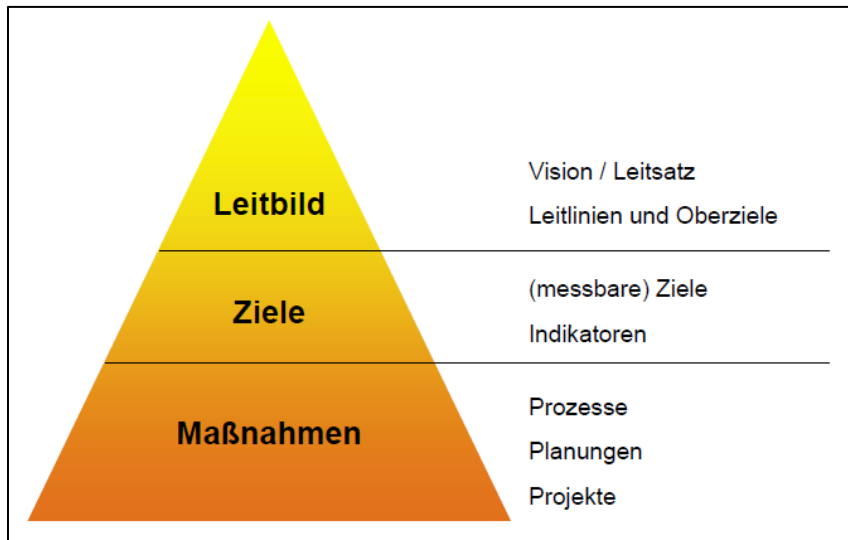 Leitbild
Vision / Leitsatz
Leitlinien und Oberziele
Ziele
(messbare) Ziele
Indikatoren
Maßnahmen
Prozesse
Planungen
Projekte